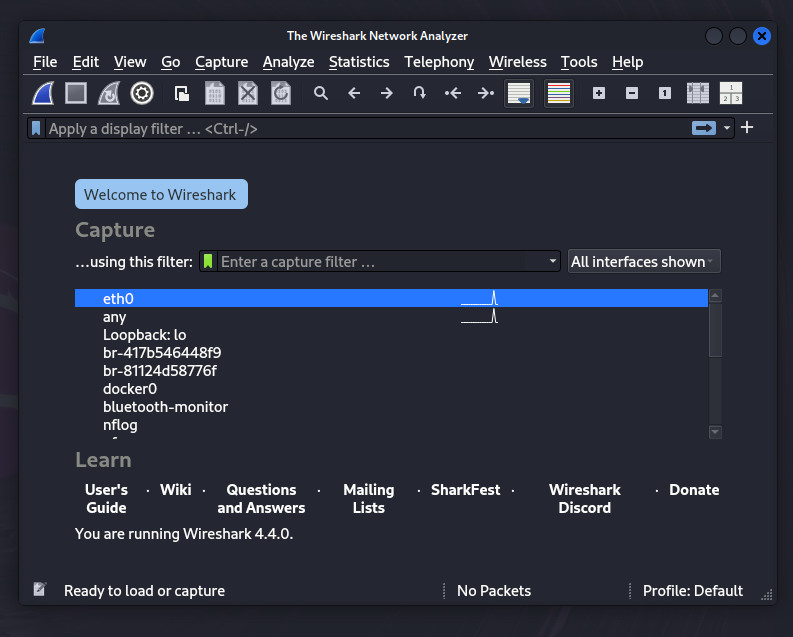 The Wireshark Network Analyzer
File Edit View Go Capture Analyze Statistics Telephony Wireless Tools Help
Apply a display filter … <Ctrl-/>
Welcome to Wireshark
Capture
…using this filter: Enter a capture filter … All interfaces shown
eth0
any
Loopback: lo
br-417b546448f9
br-81124d58776f
docker0
bluetooth-monitor
nflog
Learn
User's Guide · Wiki · Questions and Answers · Mailing Lists · SharkFest · Wireshark Discord · Donate
You are running Wireshark 4.4.0.
Ready to load or capture No Packets Profile: Default